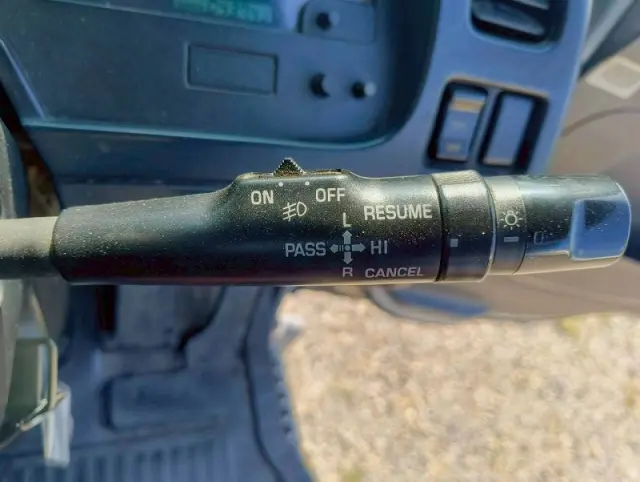 ON OFF
L RESUME
PASS HI
R CANCEL